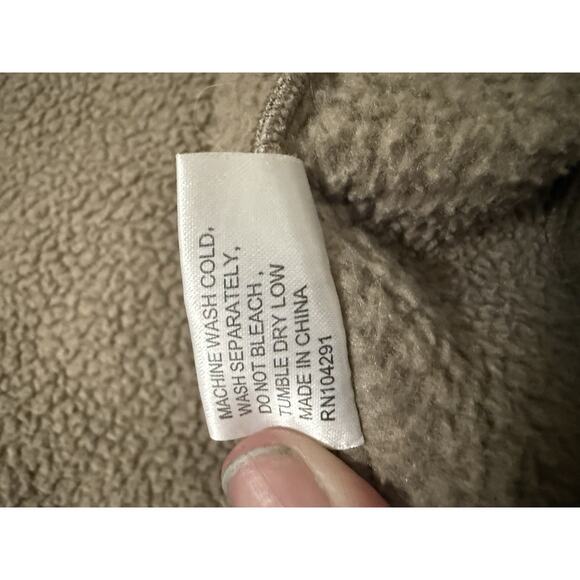 MACHINE WASH COLD,
WASH SEPARATELY,
DO NOT BLEACH ,
TUMBLE DRY LOW
MADE IN CHINA
RN104291